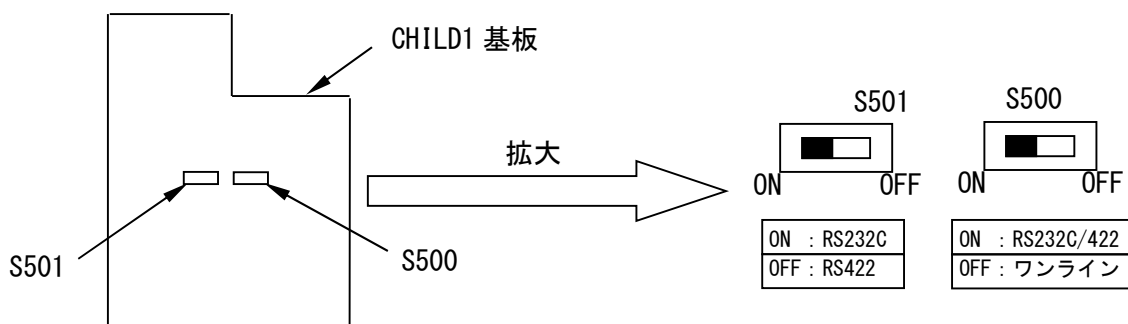 CHILD1 基板
S501
S500
拡大
S501
S500
ON
OFF
ON
OFF
ON ：RS232C
OFF：RS422
ON ：RS232C/422
OFF：ワンライン